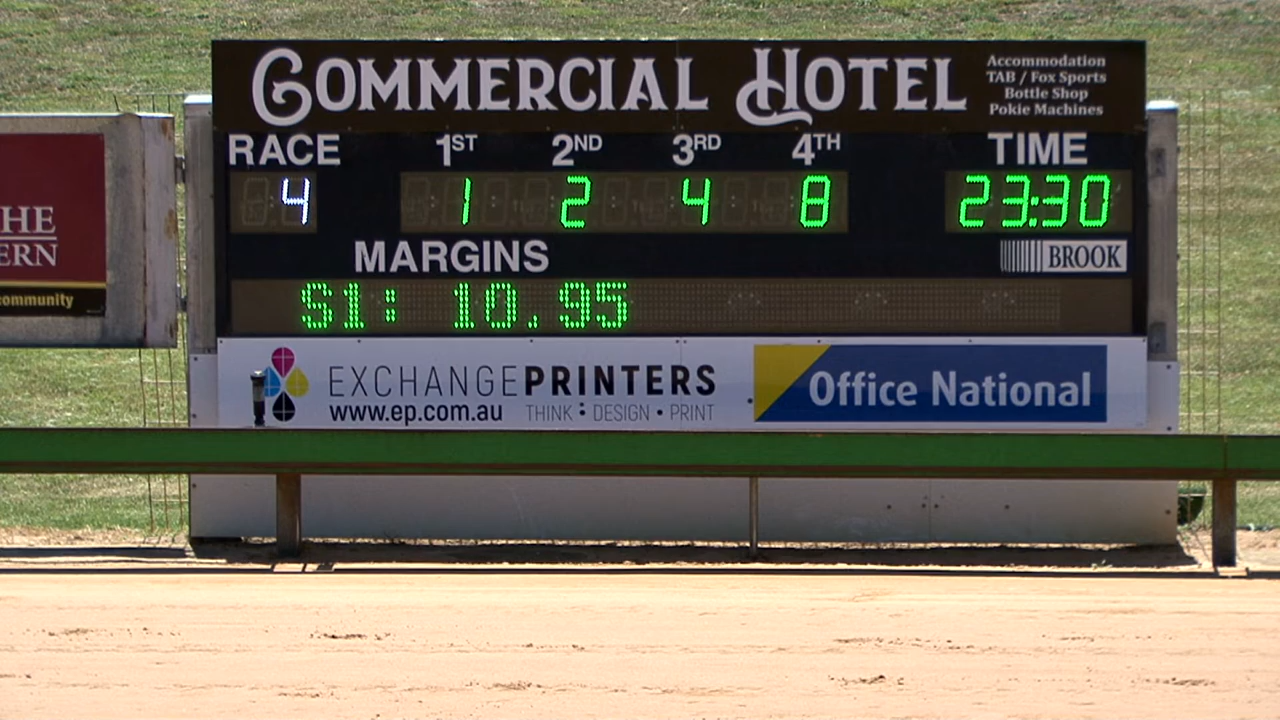 COMMERCIAL HOTEL
Accommodation
TAB / Fox Sports
Bottle Shop
Pokie Machines
RACE 1ST 2ND 3RD 4TH TIME
4 1 2 4 8 23:30
MARGINS
BROOK
S1: 10.95
EXCHANGEPRINTERS
www.ep.com.au THINK : DESIGN • PRINT
Office National
HE
ERN
community